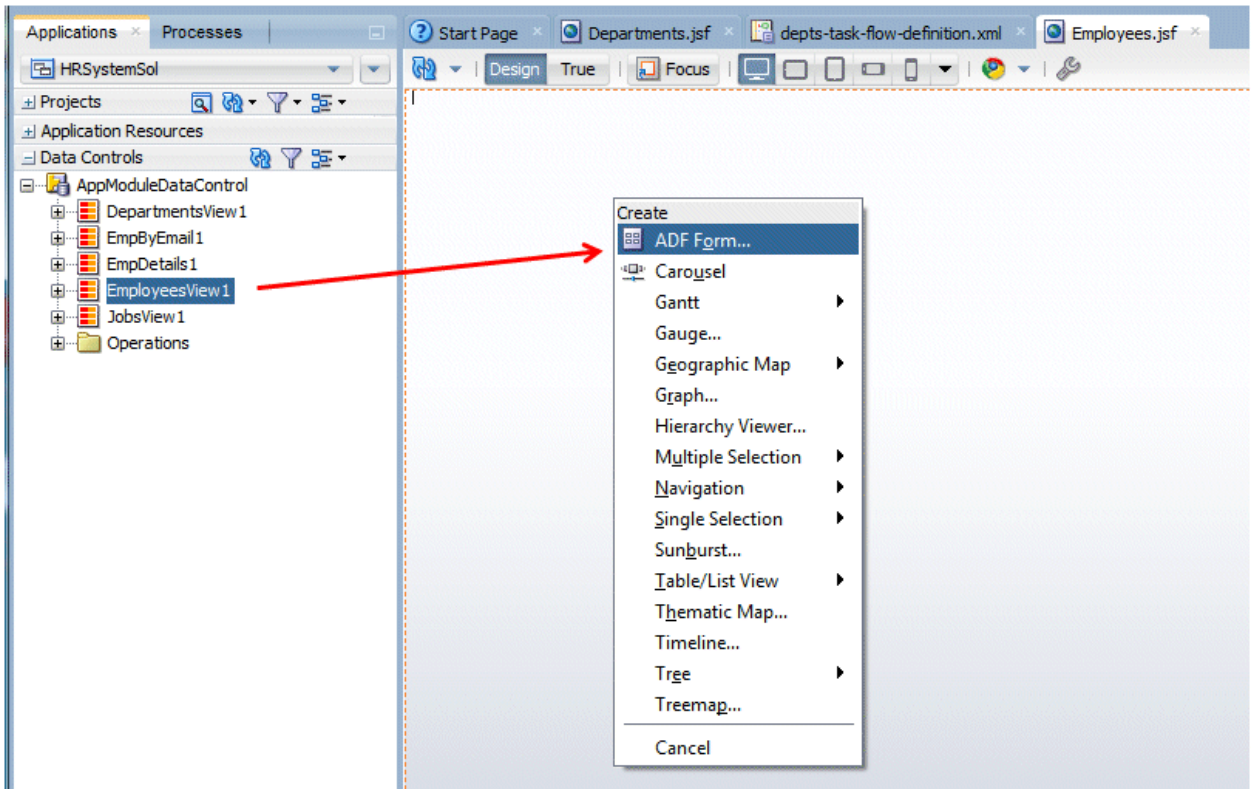 Applications Processes
Start Page Departments.jsf depts-task-flow-definition.xml Employees.jsf
HRSystemSol
Design True Focus
Projects
Application Resources
Data Controls
AppModuleDataControl
DepartmentsView1
EmpByEmail1
EmpDetails1
EmployeesView1
JobsView1
Operations
Create
ADF Form...
Carousel
Gantt
Gauge...
Geographic Map
Graph...
Hierarchy Viewer...
Multiple Selection
Navigation
Single Selection
Sunburst...
Table/List View
Thematic Map...
Timeline...
Tree
Treemap...
Cancel